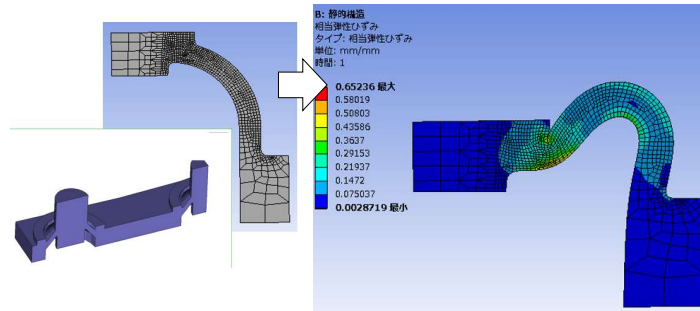 B: 静的構造
相当弾性ひずみ
タイプ: 相当弾性ひずみ
単位: mm/mm
時間: 1
0.65236 最大
0.58019
0.50803
0.43586
0.3637
0.29153
0.21937
0.1472
0.075037
0.0028719 最小